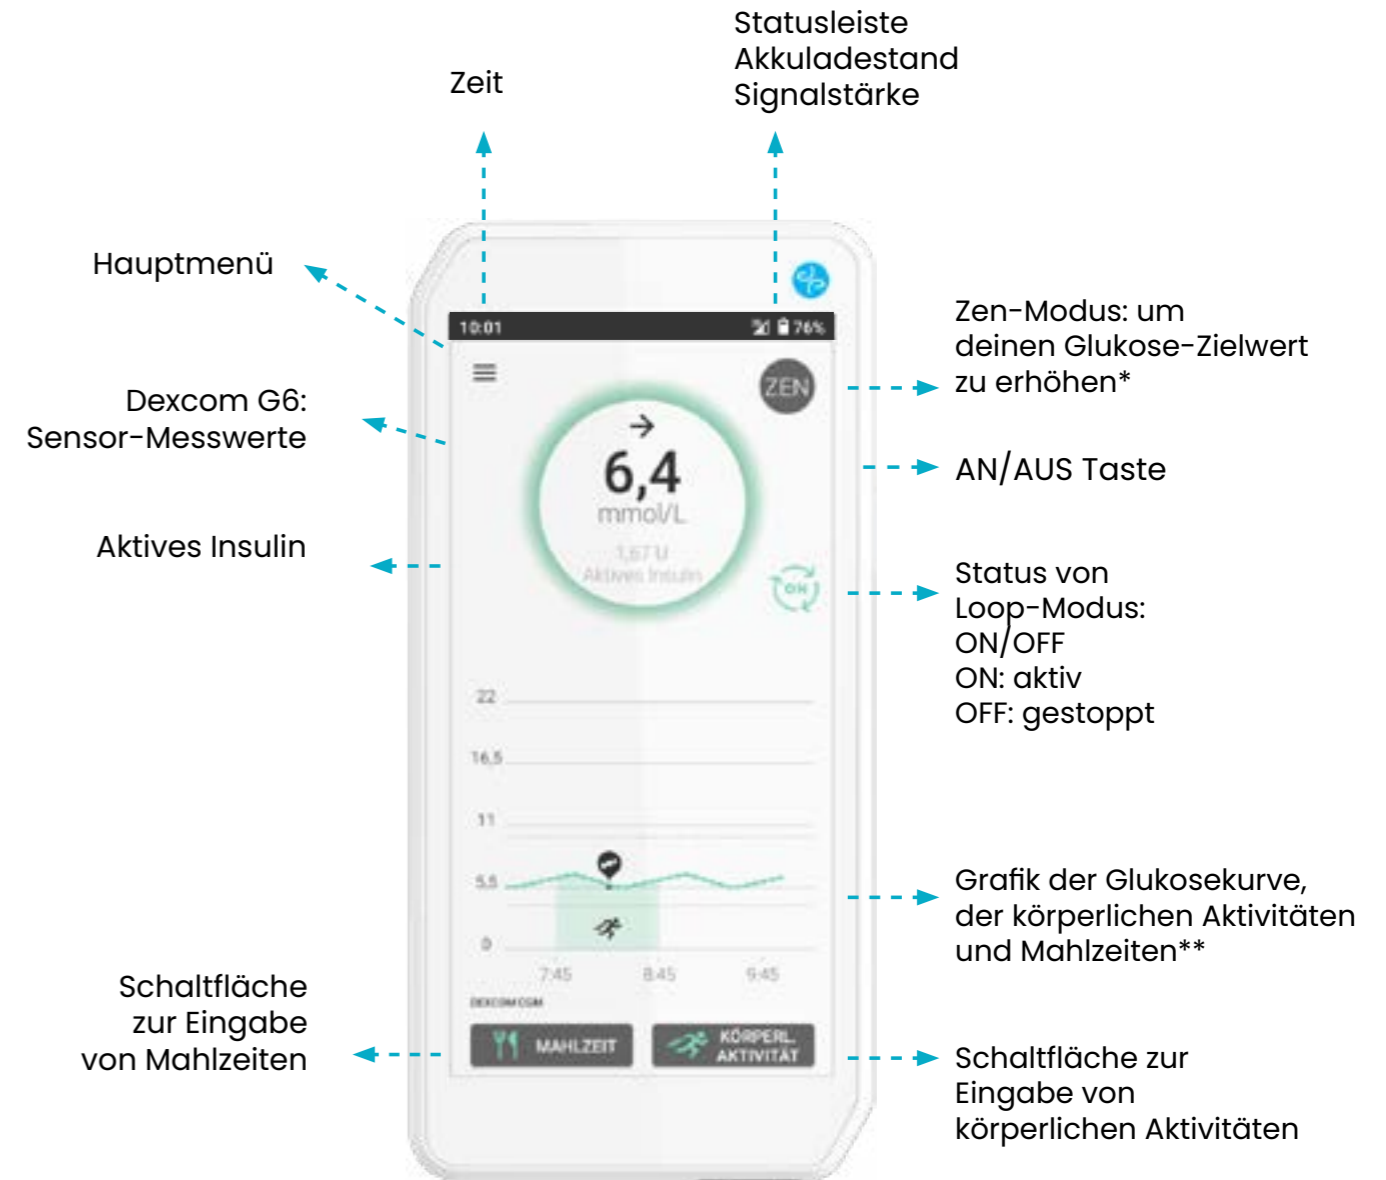 Statusleiste
Akkuladestand
Signalstärke
Zeit
Hauptmenü
Dexcom G6:
Sensor-Messwerte
Aktives Insulin
Schaltfläche
zur Eingabe
von Mahlzeiten
10:01
76%
ZEN
6,4
mmol/L
1,67 U
Aktives Insulin
ON
22
16,5
11
5,5
0
7:45 8:45 9:45
DEXCOM CGM
MAHLZEIT
KÖRPERL.
AKTIVITÄT
Zen-Modus: um
deinen Glukose-Zielwert
zu erhöhen*
AN/AUS Taste
Status von
Loop-Modus:
ON/OFF
ON: aktiv
OFF: gestoppt
Grafik der Glukosekurve,
der körperlichen Aktivitäten
und Mahlzeiten**
Schaltfläche zur
Eingabe von
körperlichen Aktivitäten